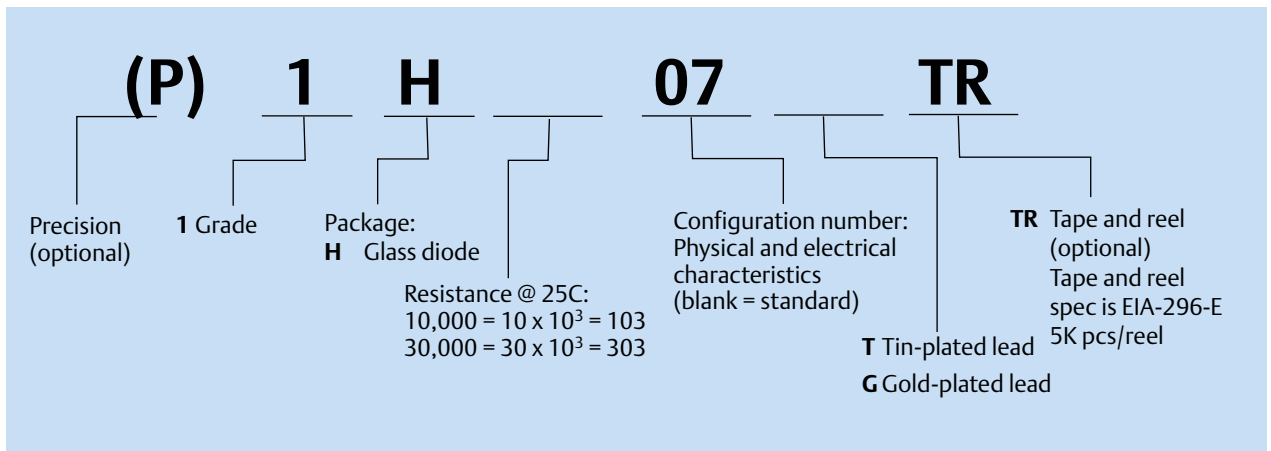 (P) 1 H 07 TR
Precision
(optional)
1 Grade
Package:
H Glass diode
Resistance @ 25C:
10,000 = 10 x 10³ = 103
30,000 = 30 x 10³ = 303
Configuration number:
Physical and electrical
characteristics
(blank = standard)
T Tin-plated lead
G Gold-plated lead
TR Tape and reel
(optional)
Tape and reel
spec is EIA-296-E
5K pcs/reel